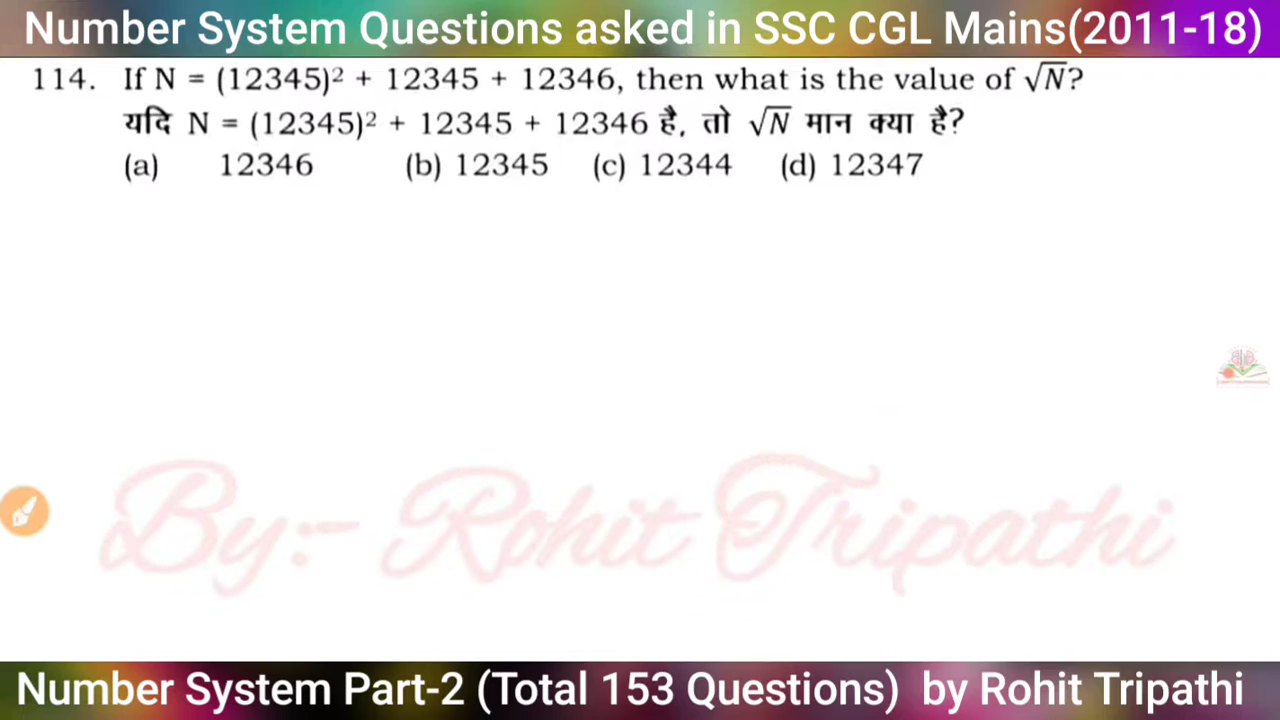 Number System Questions asked in SSC CGL Mains(2011-18)
114. If N = (12345)² + 12345 + 12346, then what is the value of √N?
यदि N = (12345)² + 12345 + 12346 है, तो √N मान क्या है?
(a) 12346 (b) 12345 (c) 12344 (d) 12347
By:- Rohit Tripathi
Number System Part-2 (Total 153 Questions) by Rohit Tripathi